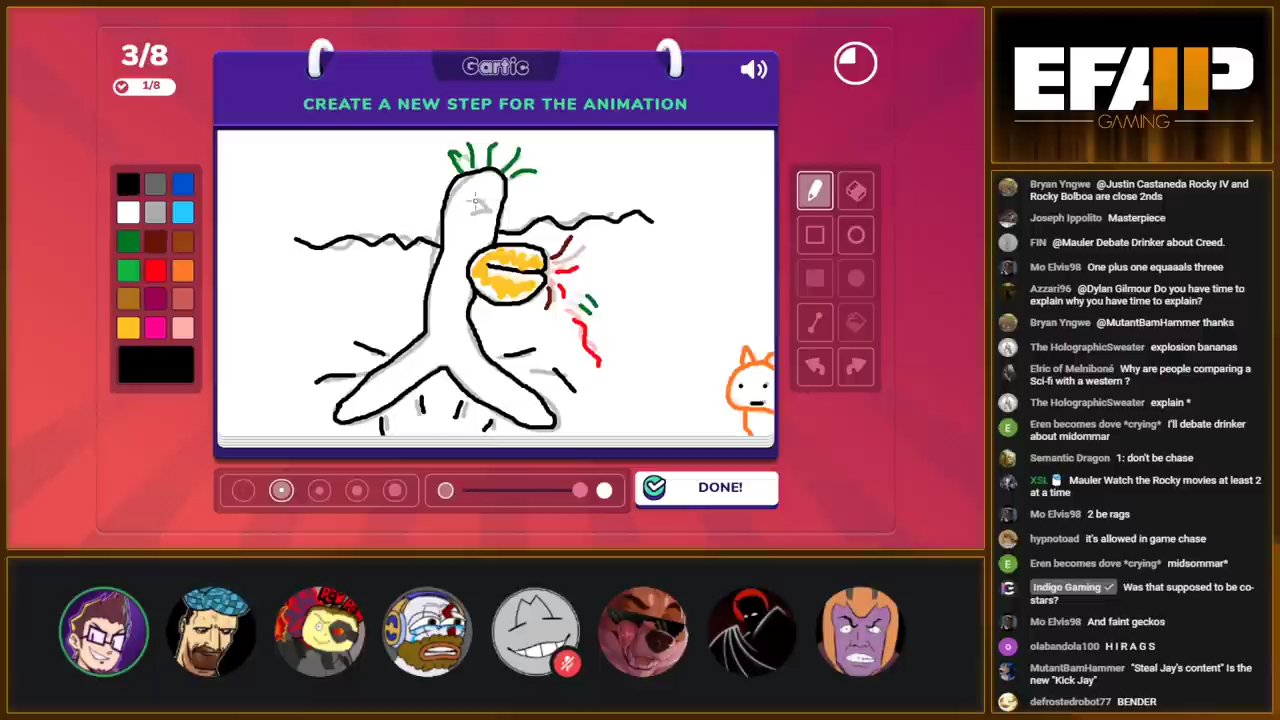 3/8
1/8
Gartic
CREATE A NEW STEP FOR THE ANIMATION
DONE!
EFAP
GAMING
Bryan Yngwe @Justin Castaneda Rocky IV and
Rocky Bolboa are close 2nds
Joseph Ippolito Masterpiece
FIN @Mauler Debate Drinker about Creed.
Mo Elvis98 One plus one equaaals threee
Azzari96 @Dylan Gilmour Do you have time to
explain why you have time to explain?
Bryan Yngwe @MutantBamHammer thanks
The HolographicSweater explosion bananas
Elric of Melniboné Why are people comparing a
Sci-fi with a western ?
The HolographicSweater explain *
Eren becomes dove *crying* I'll debate drinker
about midommar
Semantic Dragon 1: don't be chase
XSL Mauler Watch the Rocky movies at least 2
at a time
Mo Elvis98 2 be rags
hypnotoad it's allowed in game chase
Eren becomes dove *crying* midsommar*
Indigo Gaming Was that supposed to be co-
stars?
Mo Elvis98 And faint geckos
olabandola100 H I R A G S
MutantBamHammer "Steal Jay's content" Is the
new "Kick Jay"
defrostedrobot77 BENDER